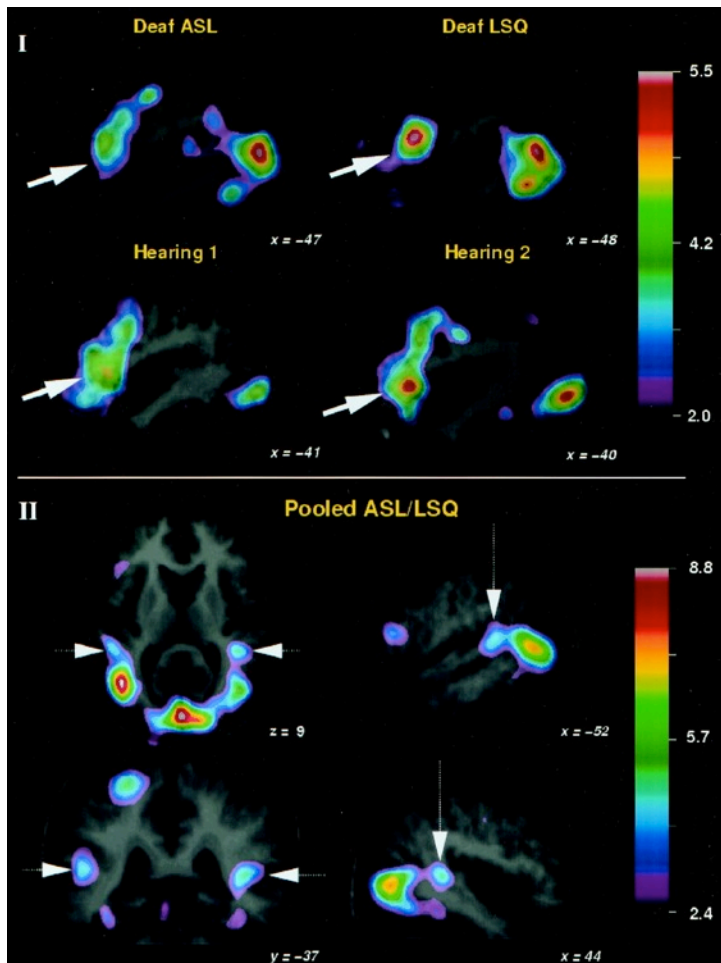 I
Deaf ASL
Deaf LSQ
5.5
x = -47
x = -48
4.2
Hearing 1
Hearing 2
2.0
x = -41
x = -40
II
Pooled ASL/LSQ
8.8
z = 9
x = -52
5.7
2.4
y = -37
x = 44